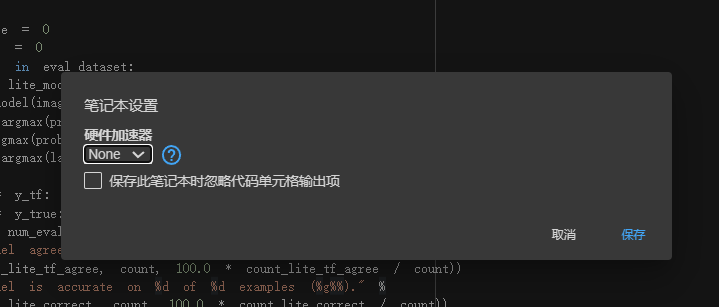 e = 0
= 0
in eval_dataset:
lite_mo
odel(imag
argmax(pr
gmax(prob
argmax(la
笔记本设置
硬件加速器
None
?
保存此笔记本时忽略代码单元格输出项
= y_tf:
= y_true:
num_eval
取消 保存
el agree
_lite_tf_agree, count, 100.0 * count_lite_tf_agree / count))
el is accurate on %d of %d examples (%g%%)." %
_lite_correct, count, 100.0 * count_lite_correct / count))